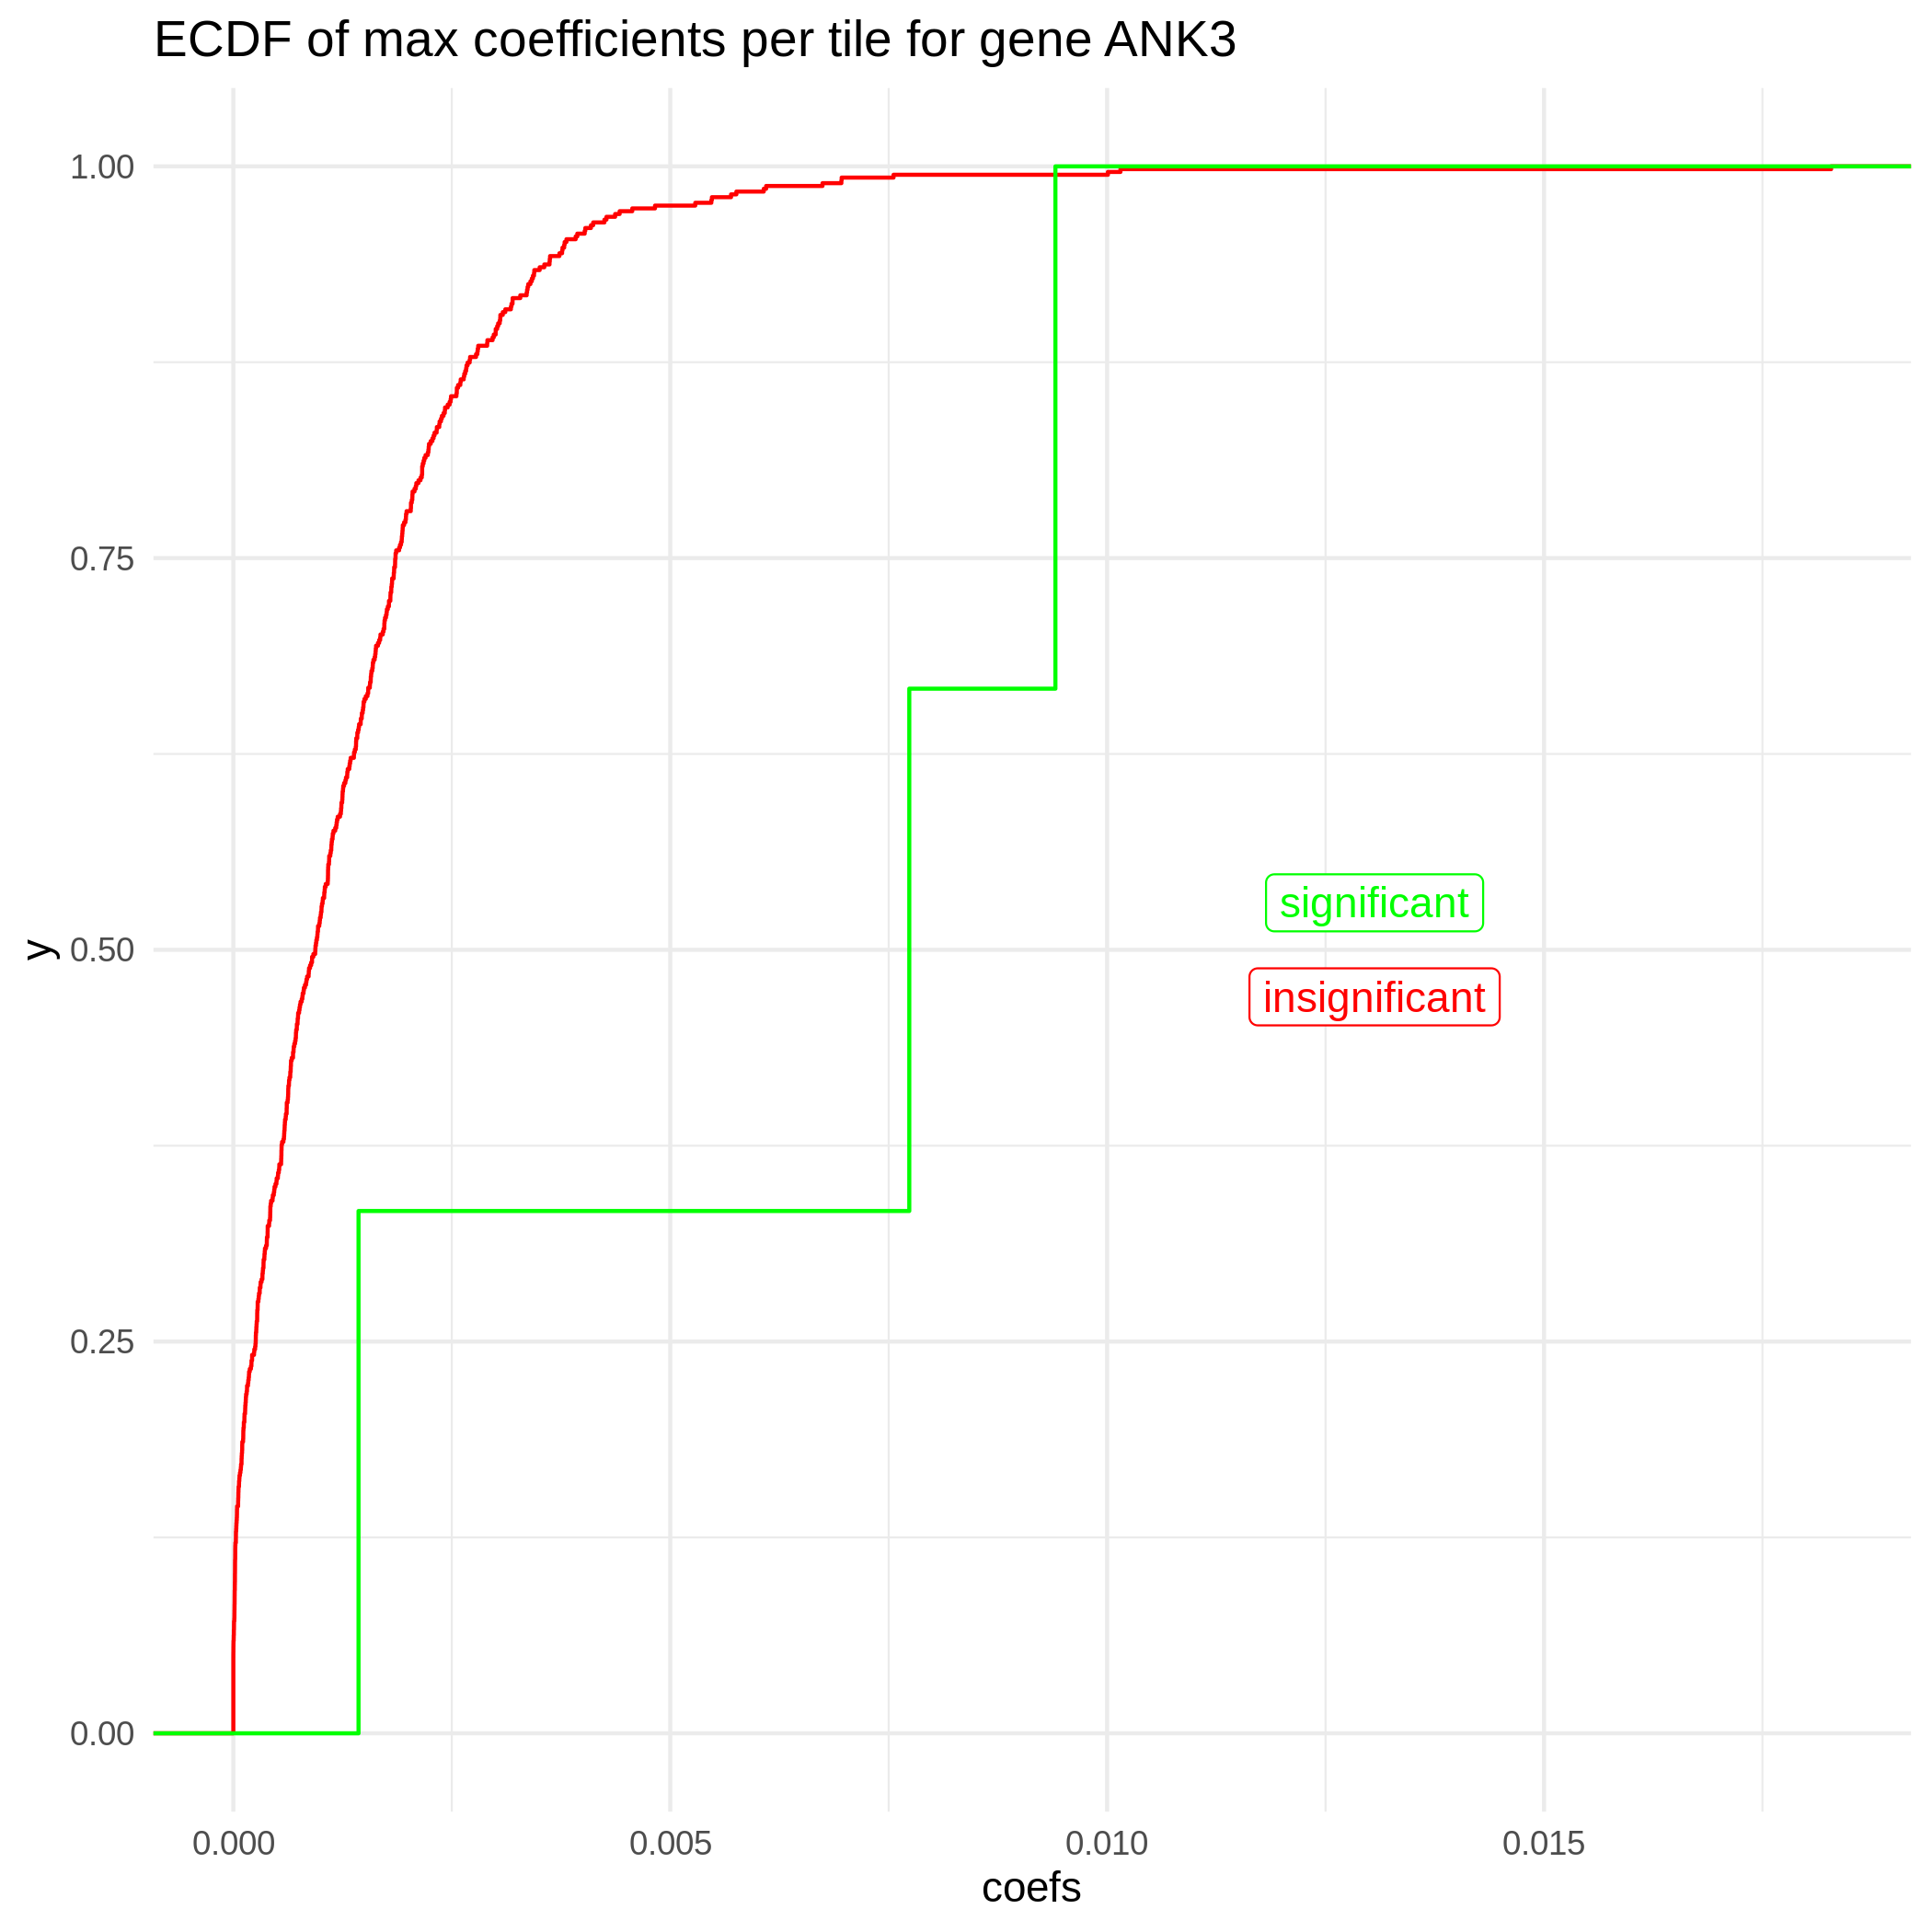 ECDF of max coefficients per tile for gene ANK3
1.00
0.75
0.50
0.25
0.00
y
significant
insignificant
0.000 0.005 0.010 0.015
coefs